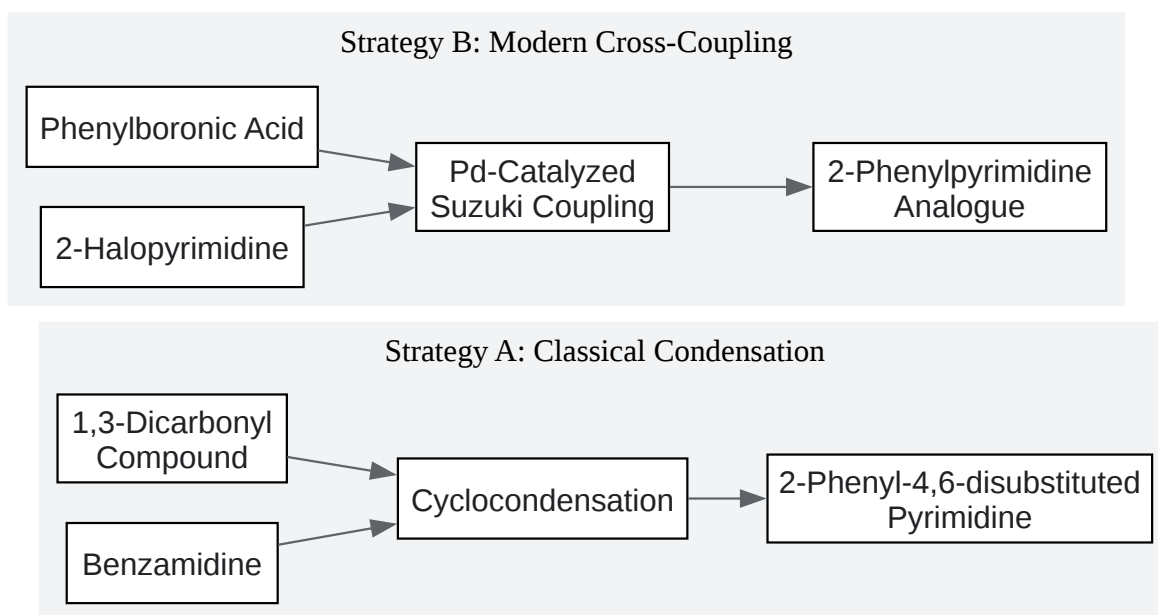 Strategy B: Modern Cross-Coupling
Phenylboronic Acid
2-Halopyrimidine
Pd-Catalyzed
Suzuki Coupling
2-Phenylpyrimidine
Analogue
Strategy A: Classical Condensation
1,3-Dicarbonyl
Compound
Benzamidine
Cyclocondensation
2-Phenyl-4,6-disubstituted
Pyrimidine